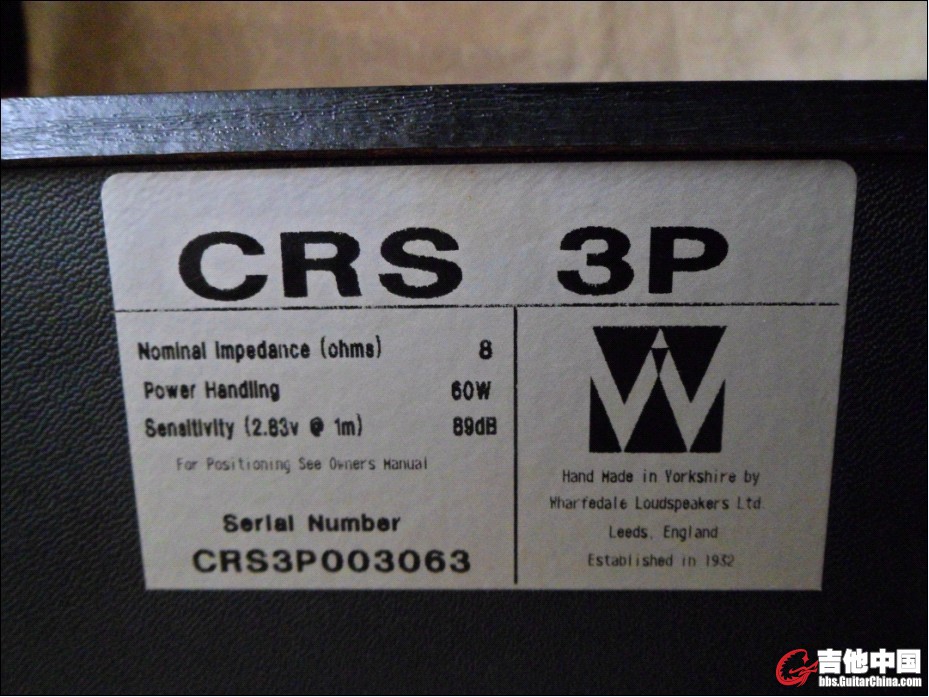 CRS 3P
Nominal Impedance (ohms) 8
Power Handling 60W
Sensitivity (2.83v @ 1m) 89dB
For Positioning See Owners Manual
Serial Number
CRS3P003063
W
Hand Made in Yorkshire by
Wharfedale Loudspeakers Ltd.
Leeds, England
Established in 1932
吉他中国
bbs.GuitarChina.com